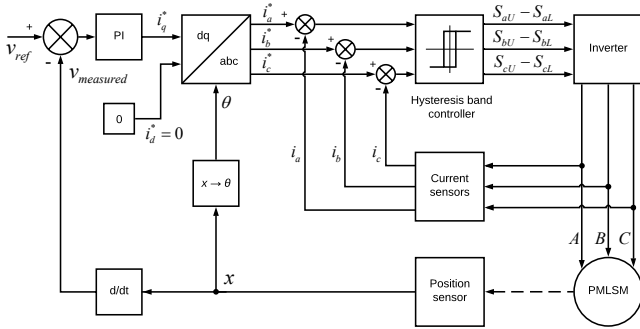 +
v_ref
-
v_measured
PI
i_q^*
0
i_d^* = 0
dq
abc
θ
i_a^*
+
-
i_b^*
+
-
i_c^*
+
-
Hysteresis band
controller
S_aU − S_aL
S_bU − S_bL
S_cU − S_cL
Inverter
i_a
i_b
i_c
Current
sensors
x → θ
A
B
C
d/dt
x
Position
sensor
PMLSM